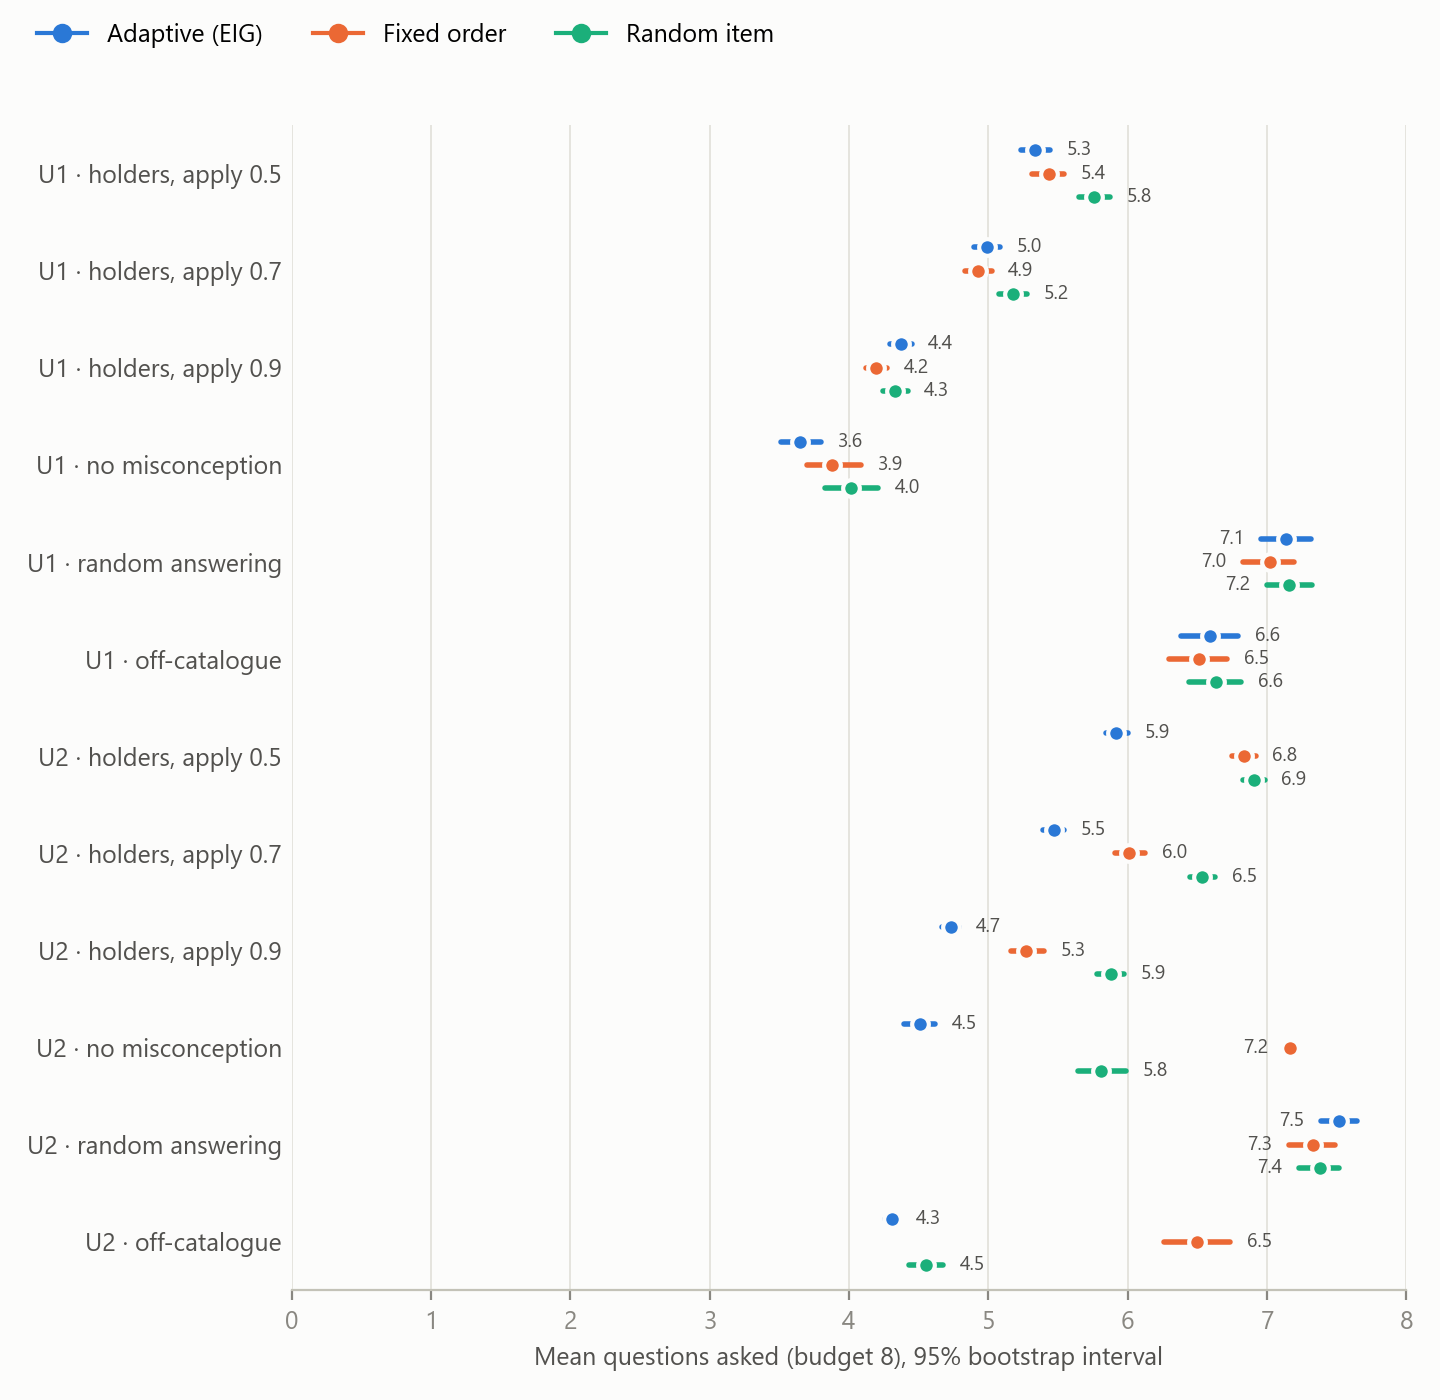 Adaptive (EIG) Fixed order Random item
U1 · holders, apply 0.5
5.3
5.4
5.8
U1 · holders, apply 0.7
5.0
4.9
5.2
U1 · holders, apply 0.9
4.4
4.2
4.3
U1 · no misconception
3.6
3.9
4.0
U1 · random answering
7.1
7.0
7.2
U1 · off-catalogue
6.6
6.5
6.6
U2 · holders, apply 0.5
5.9
6.8
6.9
U2 · holders, apply 0.7
5.5
6.0
6.5
U2 · holders, apply 0.9
4.7
5.3
5.9
U2 · no misconception
4.5
7.2
5.8
U2 · random answering
7.5
7.3
7.4
U2 · off-catalogue
4.3
6.5
4.5
0 1 2 3 4 5 6 7 8
Mean questions asked (budget 8), 95% bootstrap interval